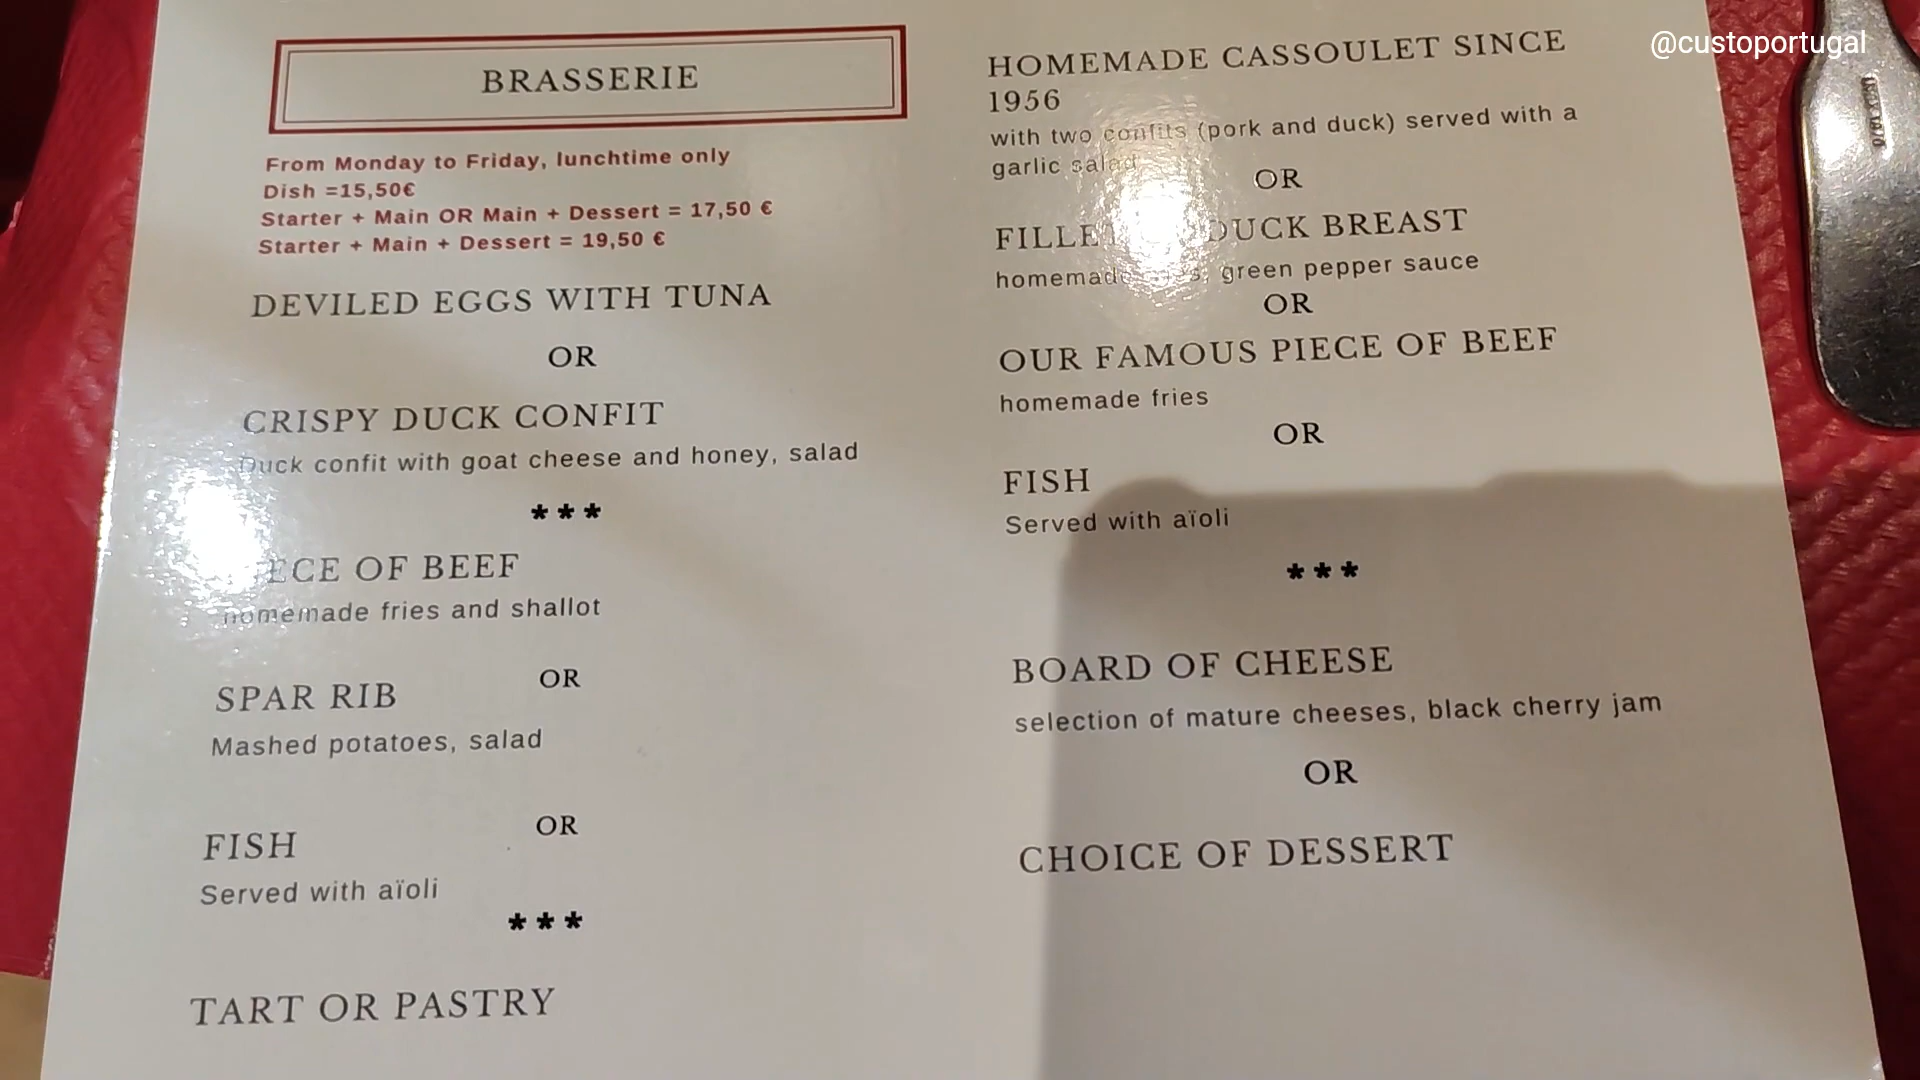 BRASSERIE
From Monday to Friday, lunchtime only
Dish =15,50€
Starter + Main OR Main + Dessert = 17,50 €
Starter + Main + Dessert = 19,50 €
DEVILED EGGS WITH TUNA
OR
CRISPY DUCK CONFIT
Duck confit with goat cheese and honey, salad
***
OF BEEF
homemade fries and shallot
OR
SPAR RIB
Mashed potatoes, salad
OR
FISH
Served with aïoli
***
TART OR PASTRY
HOMEMADE CASSOULET SINCE
1956
with two confits (pork and duck) served with a
garlic salad
OR
DUCK BREAST
green pepper sauce
OR
OUR FAMOUS PIECE OF BEEF
homemade fries
OR
FISH
Served with aïoli
***
BOARD OF CHEESE
selection of mature cheeses, black cherry jam
OR
CHOICE OF DESSERT
@custoportugal